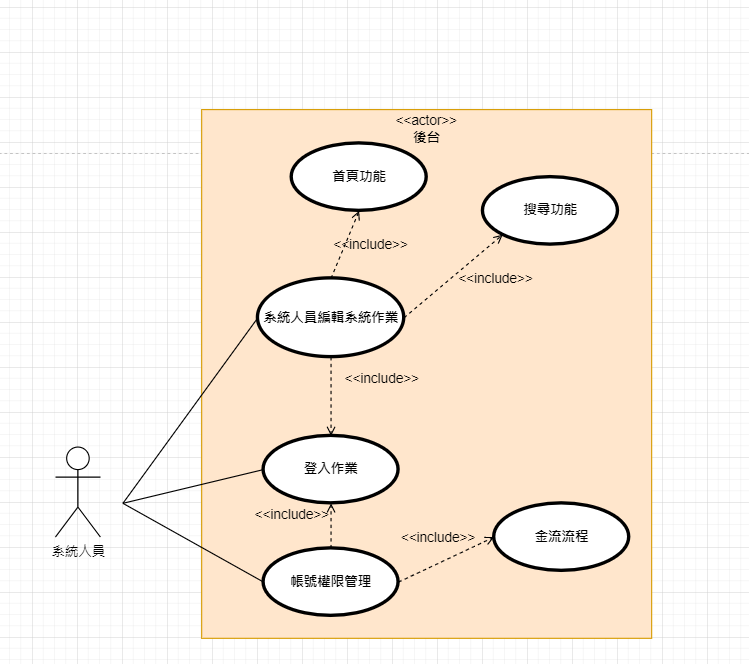 <<actor>>
後台
首頁功能
搜尋功能
<<include>>
<<include>>
系統人員編輯系統作業
<<include>>
登入作業
<<include>>
<<include>>
金流流程
系統人員
帳號權限管理